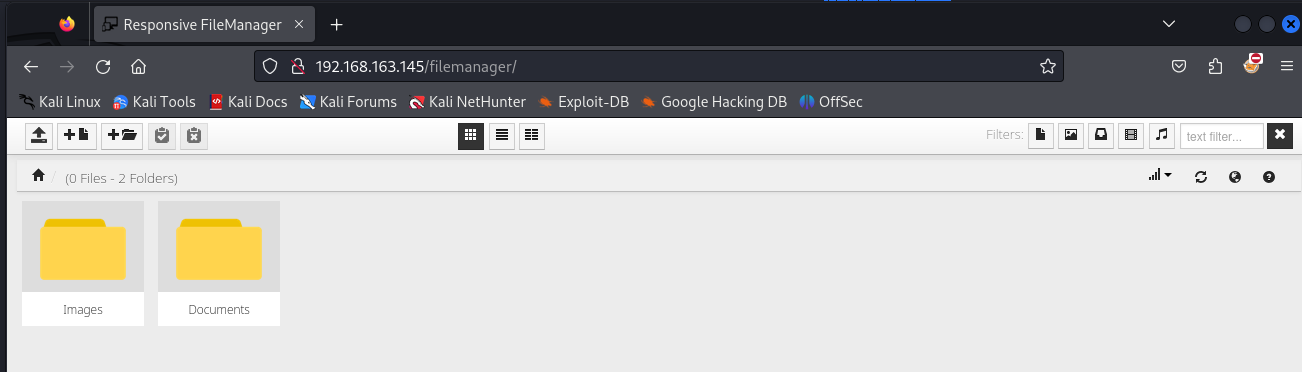 Responsive FileManager
192.168.163.145/filemanager/
Kali Linux Kali Tools Kali Docs Kali Forums Kali NetHunter Exploit-DB Google Hacking DB OffSec
Filters: text filter...
(0 Files - 2 Folders)
Images Documents